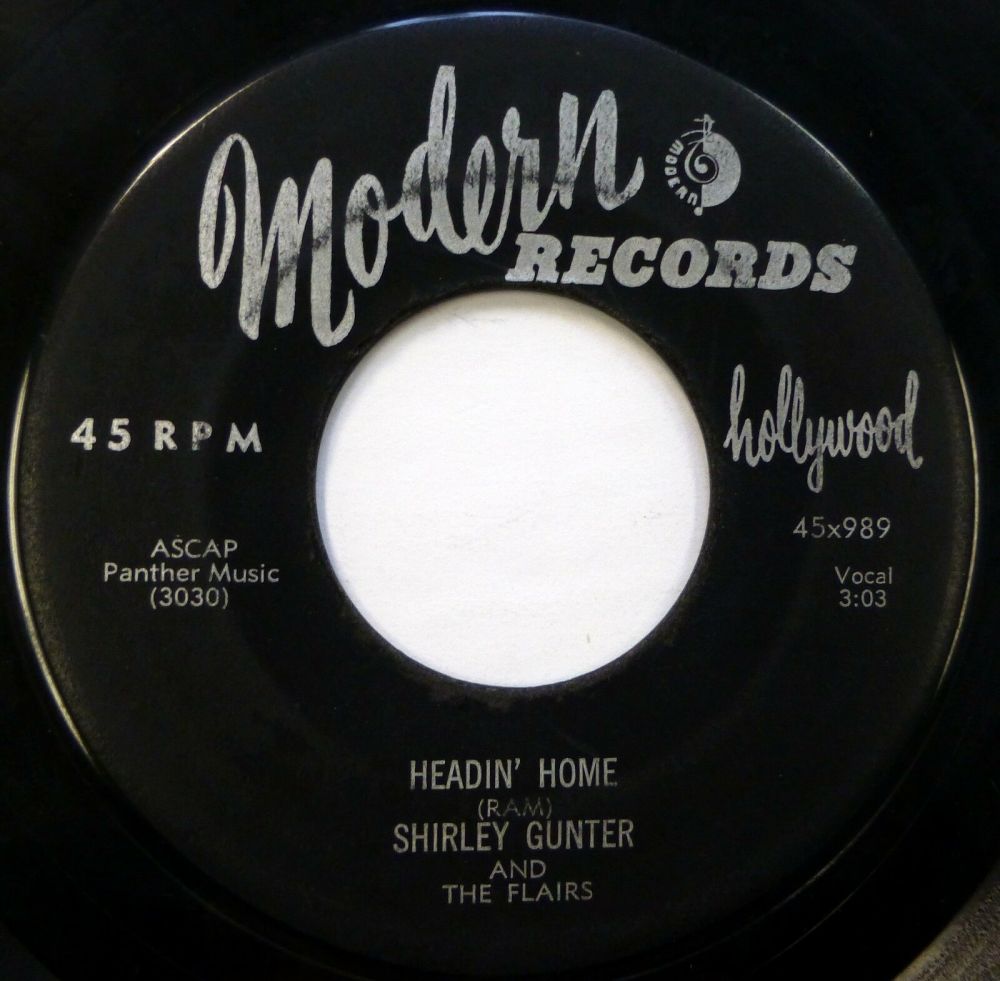 Modern
MODERN
RECORDS
hollywood
45 RPM
45x989
ASCAP
Panther Music
(3030)
Vocal
3:03
HEADIN' HOME
(RAM)
SHIRLEY GUNTER
AND
THE FLAIRS